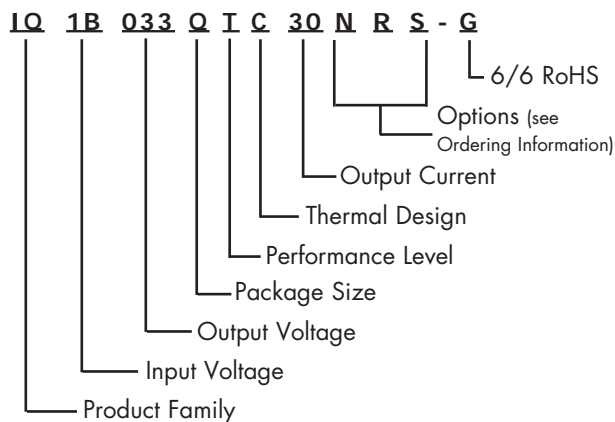 IQ 1B 033 Q T C 30 N R S - G
6/6 RoHS
Options (see
Ordering Information)
Output Current
Thermal Design
Performance Level
Package Size
Output Voltage
Input Voltage
Product Family